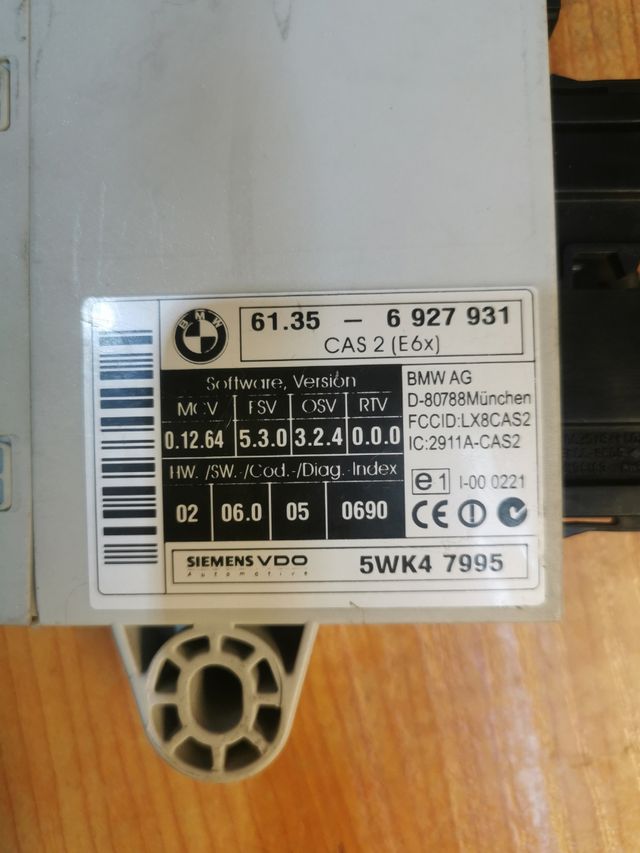 BMW
61.35 - 6 927 931
CAS 2 (E6x)
Software, Version
MCV FSV OSV RTV
0.12.64 5.3.0 3.2.4 0.0.0
HW. /SW.-/Cod.-/Diag.-Index
02 06.0 05 0690
BMW AG
D-80788München
FCCID:LX8CAS2
IC:2911A-CAS2
e1 I-00 0221
CE
SIEMENS VDO
Automotive
5WK4 7995